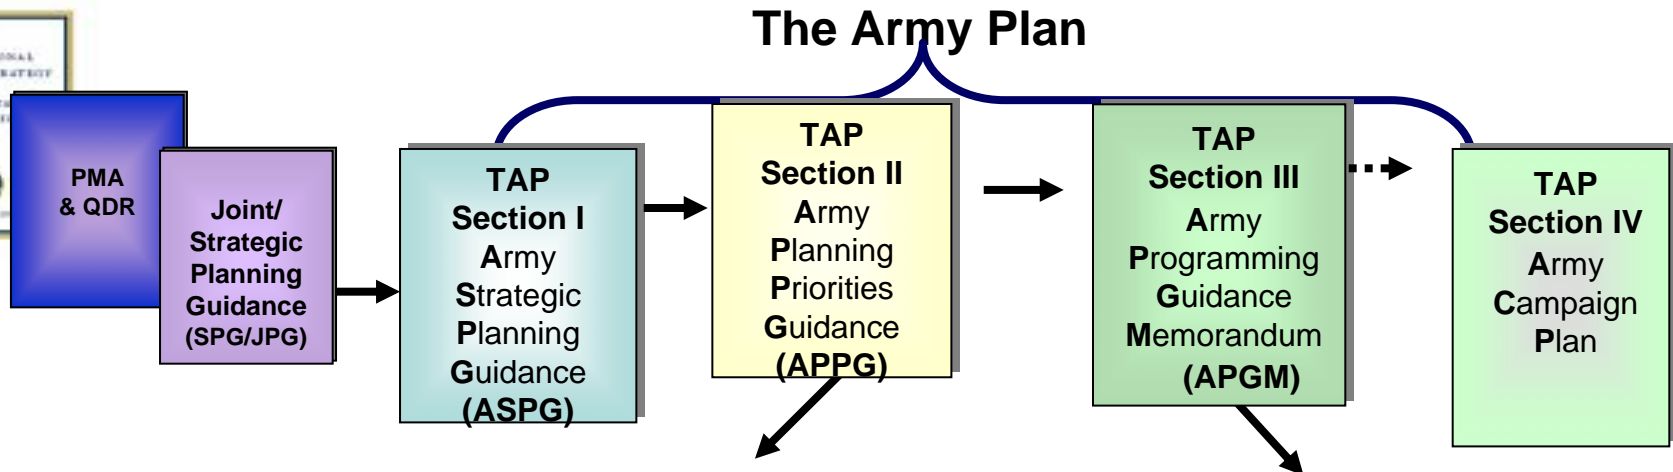 The Army Plan
PMA
& QDR
Joint/
Strategic
Planning
Guidance
(SPG/JPG)
TAP
Section I
Army
Strategic
Planning
Guidance
(ASPG)
TAP
Section II
Army
Planning
Priorities
Guidance
(APPG)
TAP
Section III
Army
Programming
Guidance
Memorandum
(APGM)
TAP
Section IV
Army
Campaign
Plan